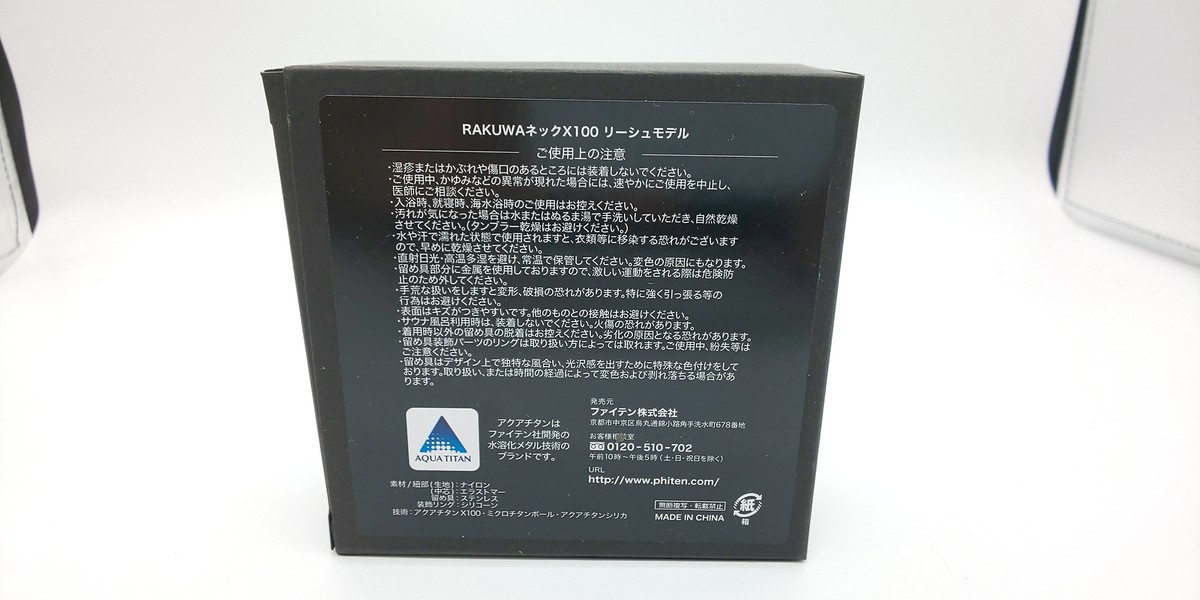 RAKUWAネックX100 リーシュモデル
ご使用上の注意
・湿疹またはかぶれや傷口のあるところには装着しないでください。
・ご使用中、かゆみなどの異常が現れた場合には、速やかにご使用を中止し、
医師にご相談ください。
・入浴時、就寝時、海水浴時のご使用はお控えください。
・汚れが気になった場合は水またはぬるま湯で手洗いしていただき、自然乾燥
させてください。(タンブラー乾燥はお避けください。)
・水や汗で濡れた状態で使用されますと、衣類等に移染する恐れがございます
ので、早めに乾燥させてください。
・直射日光・高温多湿を避け、常温で保管してください。変色の原因にもなります。
・留め具部分に金属を使用しておりますので、激しい運動をされる際は危険防
止のため外してください。
・手荒な扱いをしますと変形、破損の恐れがあります。特に強く引っ張る等の
行為はお避けください。
・表面はキズがつきやすいです。他のものとの接触はお避けください。
・サウナ風呂利用時は、装着しないでください。火傷の恐れがあります。
・着用時以外の留め具の脱着はお控えください。劣化の原因となる恐れがあります。
・留め具装飾パーツのリングは取り扱い方によっては取れます。ご使用中、紛失等は
ご注意ください。
・留め具はデザイン上で独特な風合い、光沢感を出すために特殊な色付けをして
おります。取り扱い、または時間の経過によって変色および剥れ落ちる場合があ
ります。
AQUA TITAN
アクアチタンは
ファイテン社開発の
水溶化メタル技術の
ブランドです。
発売元
ファイテン株式会社
京都市中京区烏丸通錦小路角手洗水町678番地
お客様相談室
0120-510-702
午前10時〜午後5時(土・日・祝日を除く)
URL
http://www.phiten.com/
素材/紐部(生地):ナイロン
(中芯):エラストマー
留め具:ステンレス
装飾リング:シリコーン
技術:アクアチタンX100・ミクロチタンボール・アクアチタンシリカ
無断複写・転載禁止
MADE IN CHINA
紙
箱